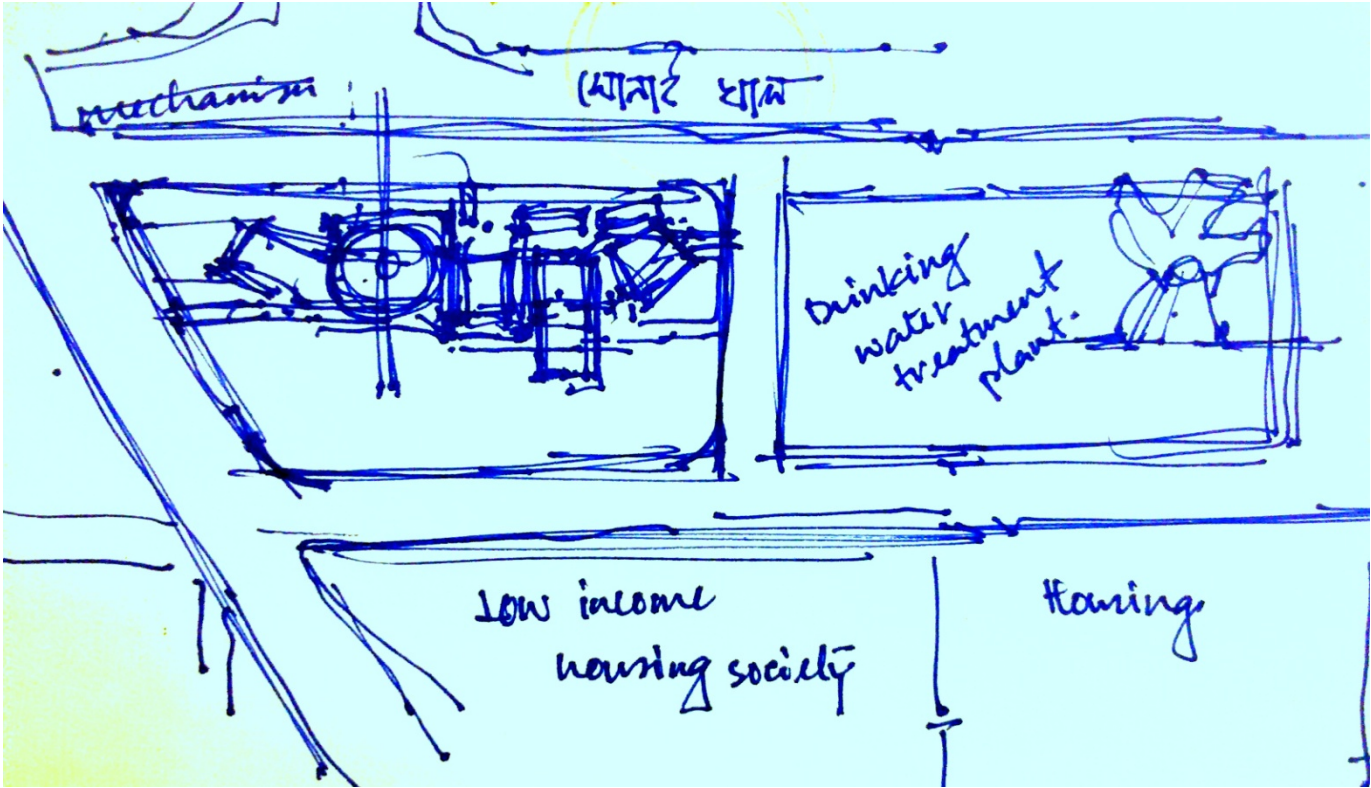 mechanism
সোনাই খাল
Drinking
water
treatment
plant.
Low income
housing society
Housing